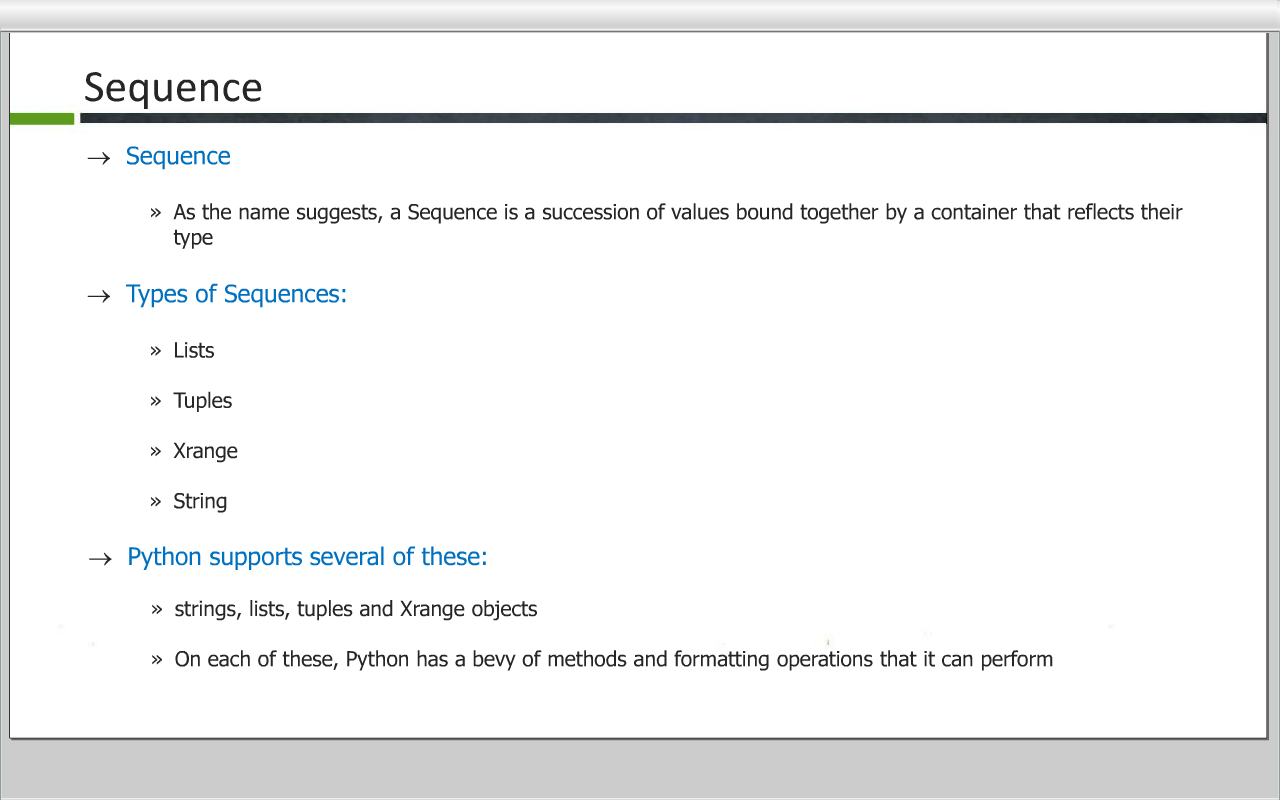 Sequence
→ Sequence
» As the name suggests, a Sequence is a succession of values bound together by a container that reflects their
type
→ Types of Sequences:
» Lists
» Tuples
» Xrange
» String
→ Python supports several of these:
» strings, lists, tuples and Xrange objects
» On each of these, Python has a bevy of methods and formatting operations that it can perform